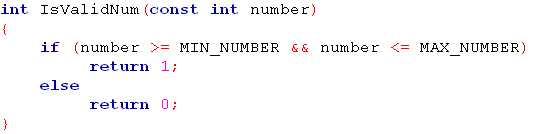 int IsValidNum(const int number)
{
    if (number >= MIN_NUMBER && number <= MAX_NUMBER)
        return 1;
    else
        return 0;
}